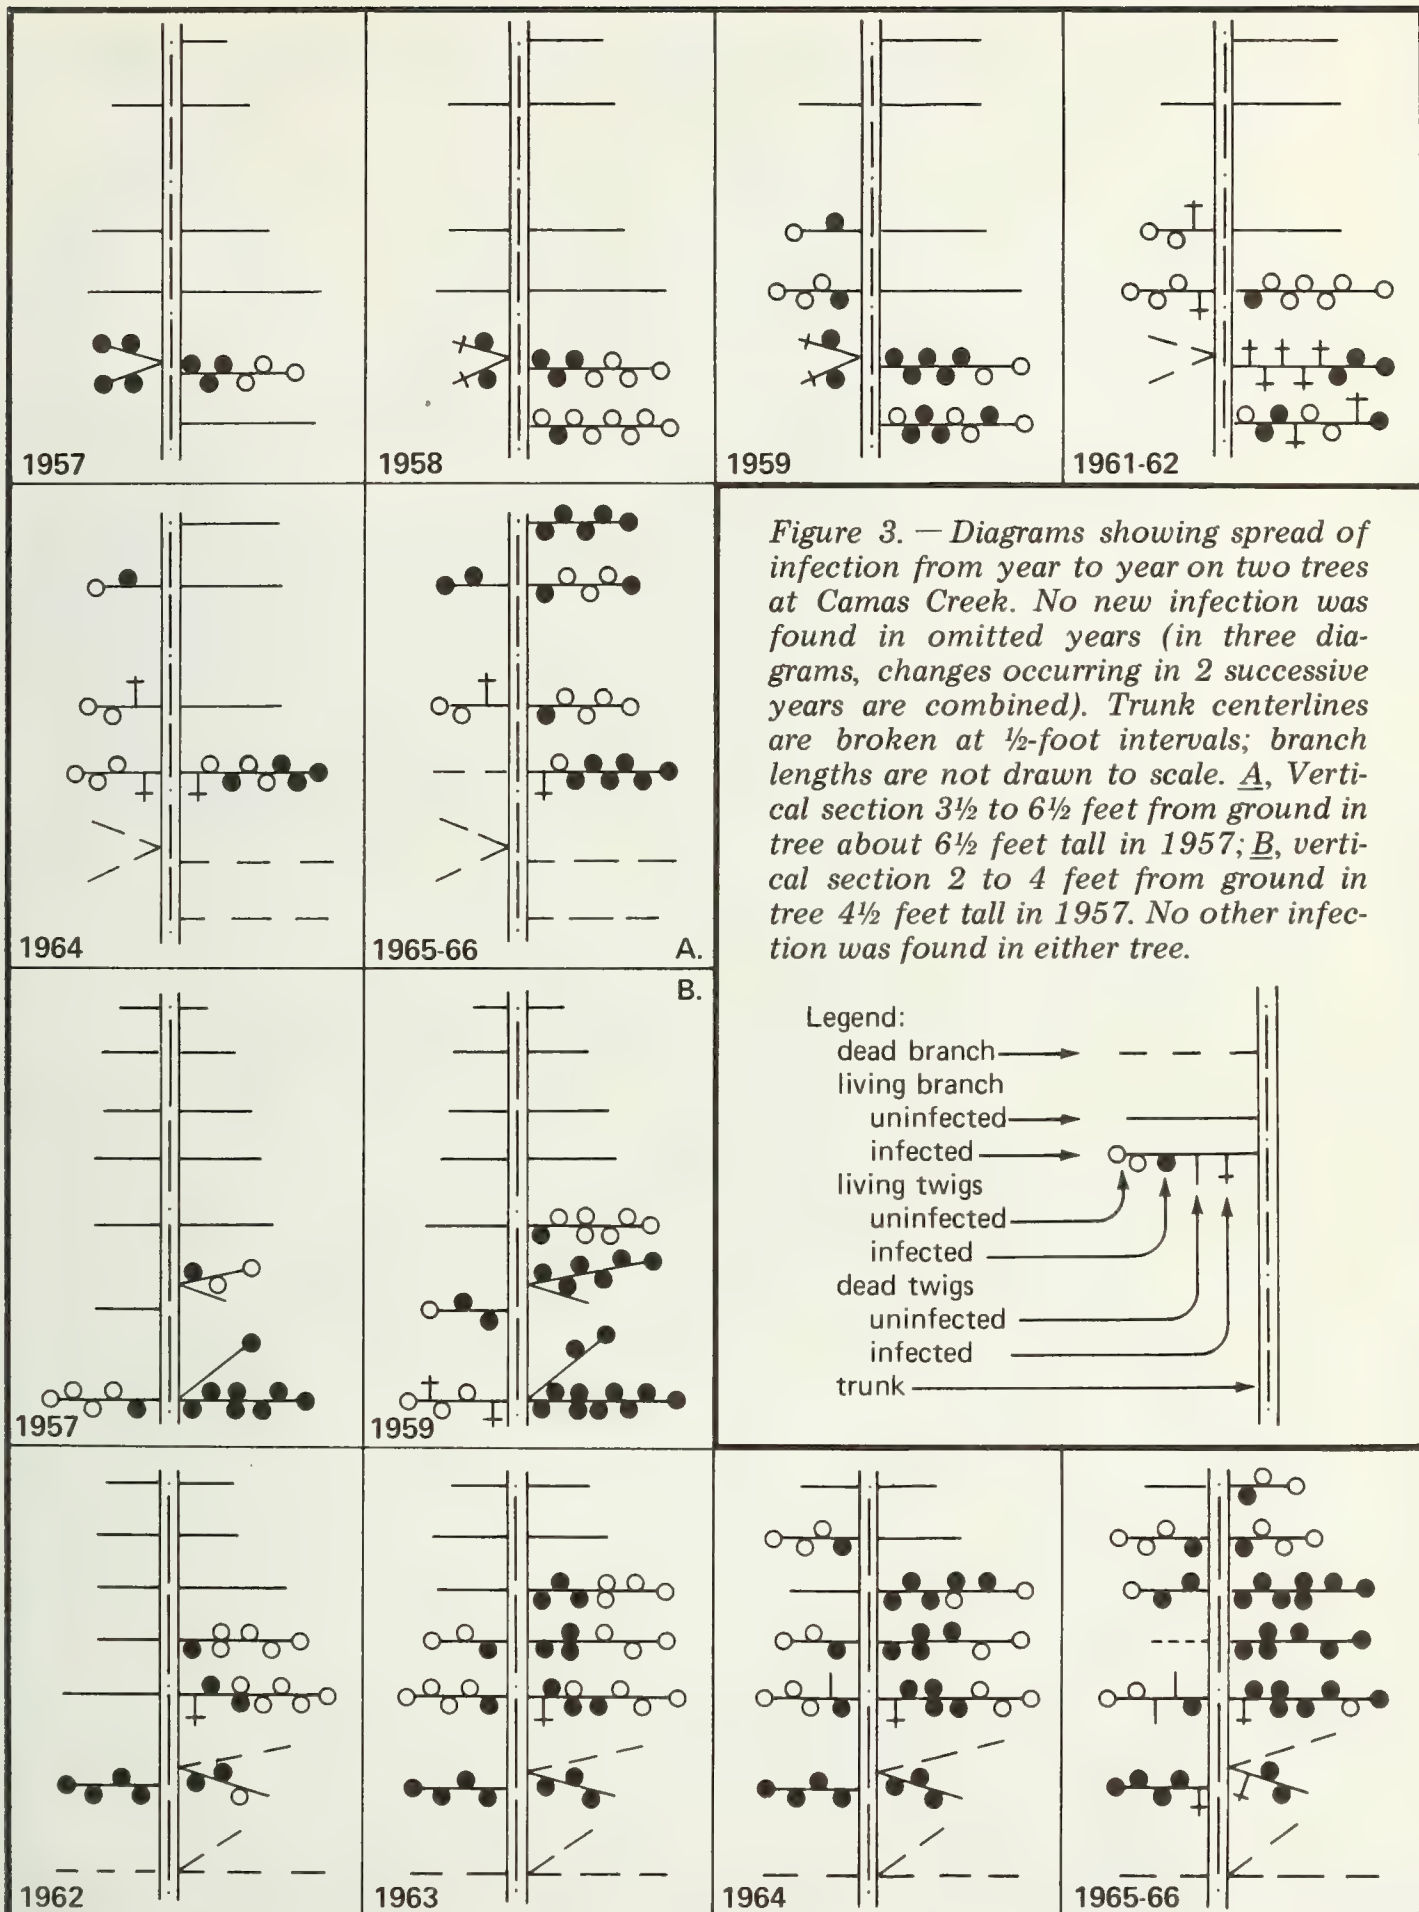 1957
1958
1959
1961-62
Figure 3. — Diagrams showing spread of
infection from year to year on two trees
at Camas Creek. No new infection was
found in omitted years (in three dia-
grams, changes occurring in 2 successive
years are combined). Trunk centerlines
are broken at ½-foot intervals; branch
lengths are not drawn to scale. A, Verti-
cal section 3½ to 6½ feet from ground in
tree about 6½ feet tall in 1957; B, verti-
cal section 2 to 4 feet from ground in
tree 4½ feet tall in 1957. No other infec-
tion was found in either tree.
1964
1965-66
A.
B.
Legend:
dead branch
living branch
uninfected
infected
living twigs
uninfected
infected
dead twigs
uninfected
infected
trunk
1957
1959
1962
1963
1964
1965-66